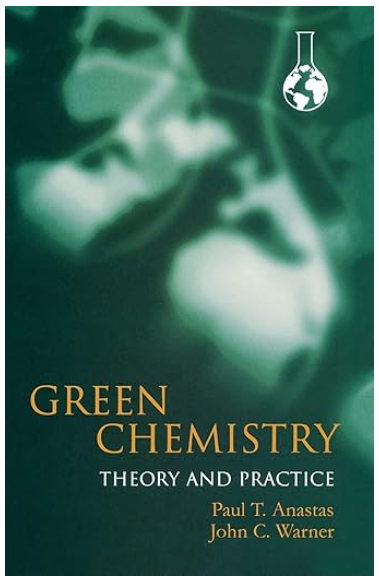 GREEN
CHEMISTRY
THEORY AND PRACTICE
Paul T. Anastas
John C. Warner